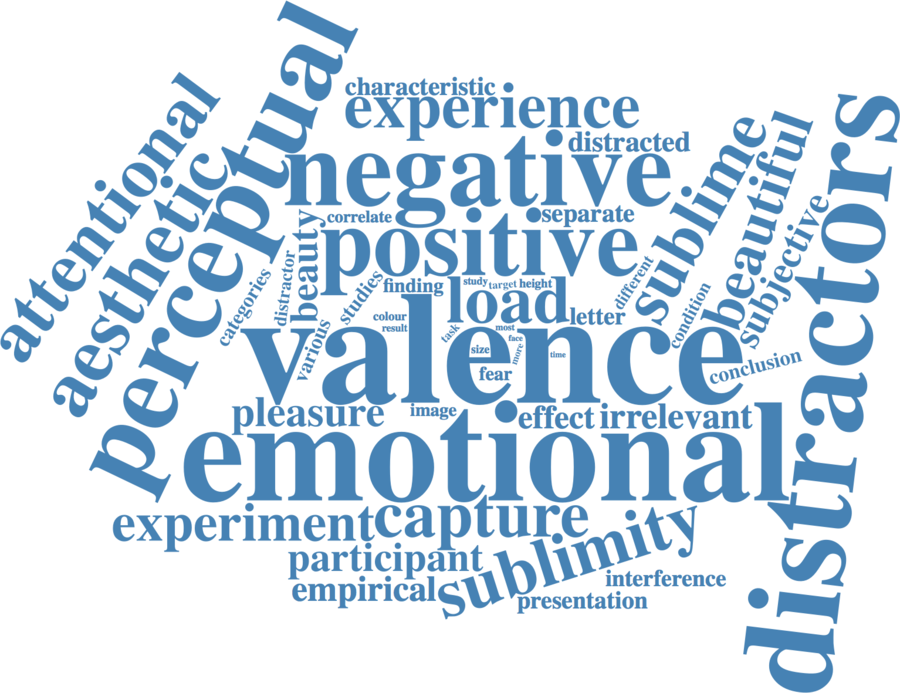 attentional
aesthetic
perceptual
characteristic
experience
distracted
negative
correlate
separate
positive
beauty
sublime
beautiful
subjective
distractors
categories
distractor
studies
various
finding
study
target
height
load
letter
different
condition
colour
result
task
most
face
more
size
time
fear
valence
conclusion
pleasure
image
effect
irrelevant
emotional
experiment
capture
participant
sublimity
empirical
interference
presentation